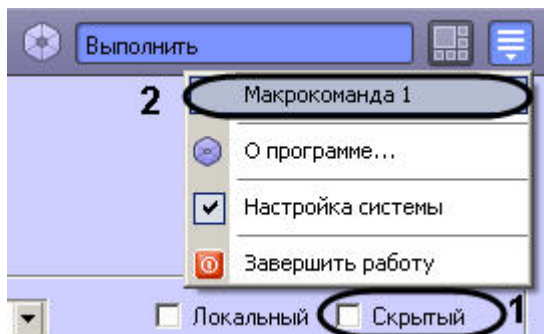 Выполнить
2 Макрокоманда 1
О программе...
Настройка системы
Завершить работу
Локальный Скрытый 1